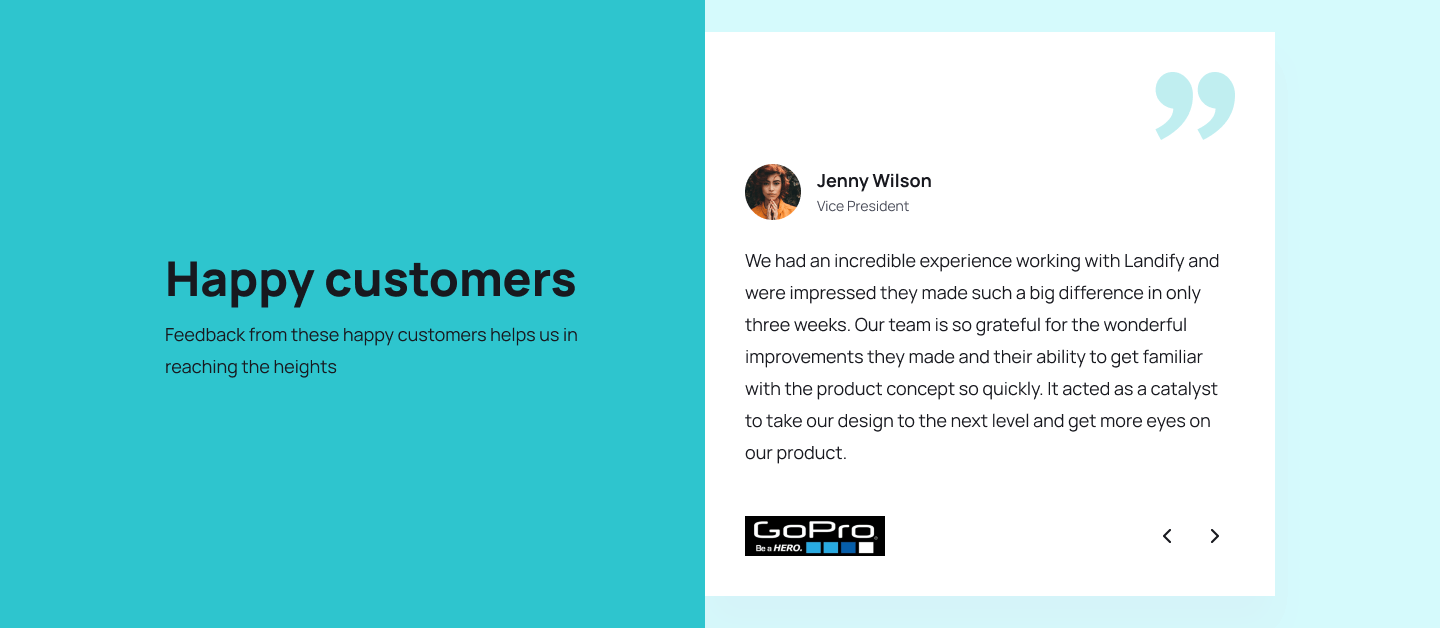 Happy customers
Feedback from these happy customers helps us in
reaching the heights
Jenny Wilson
Vice President
We had an incredible experience working with Landify and
were impressed they made such a big difference in only
three weeks. Our team is so grateful for the wonderful
improvements they made and their ability to get familiar
with the product concept so quickly. It acted as a catalyst
to take our design to the next level and get more eyes on
our product.
GoPro
Be a HERO.